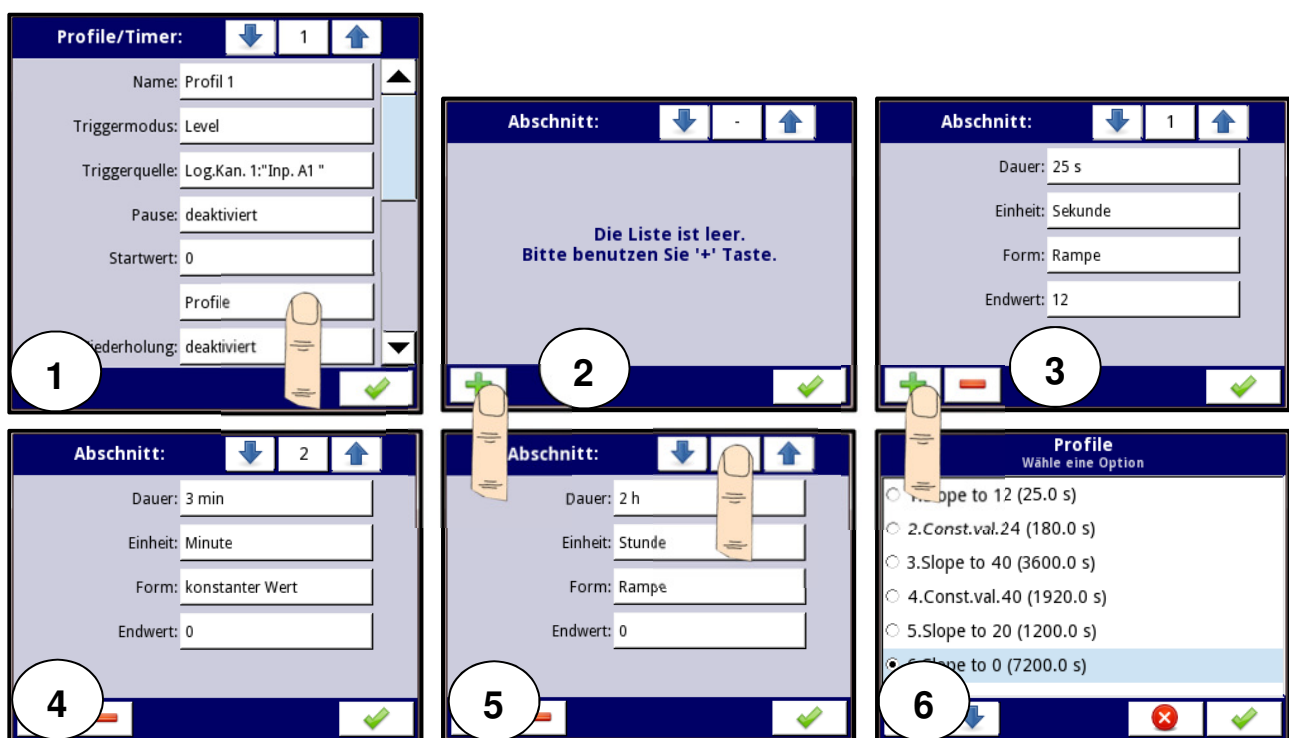 Profile/Timer: 1
Name: Profil 1
Triggermodus: Level
Triggerquelle: Log.Kan. 1:"Inp. A1 "
Pause: deaktiviert
Startwert: 0
Profile
iederholung: deaktiviert
1
Abschnitt: -
Die Liste ist leer.
Bitte benutzen Sie '+' Taste.
2
Abschnitt: 1
Dauer: 25 s
Einheit: Sekunde
Form: Rampe
Endwert: 12
3
Abschnitt: 2
Dauer: 3 min
Einheit: Minute
Form: konstanter Wert
Endwert: 0
4
Abschnitt:
Dauer: 2 h
Einheit: Stunde
Form: Rampe
Endwert: 0
5
Profile
Wähle eine Option
ope to 12 (25.0 s)
2.Const.val.24 (180.0 s)
3.Slope to 40 (3600.0 s)
4.Const.val.40 (1920.0 s)
5.Slope to 20 (1200.0 s)
6.Slope to 0 (7200.0 s)
6